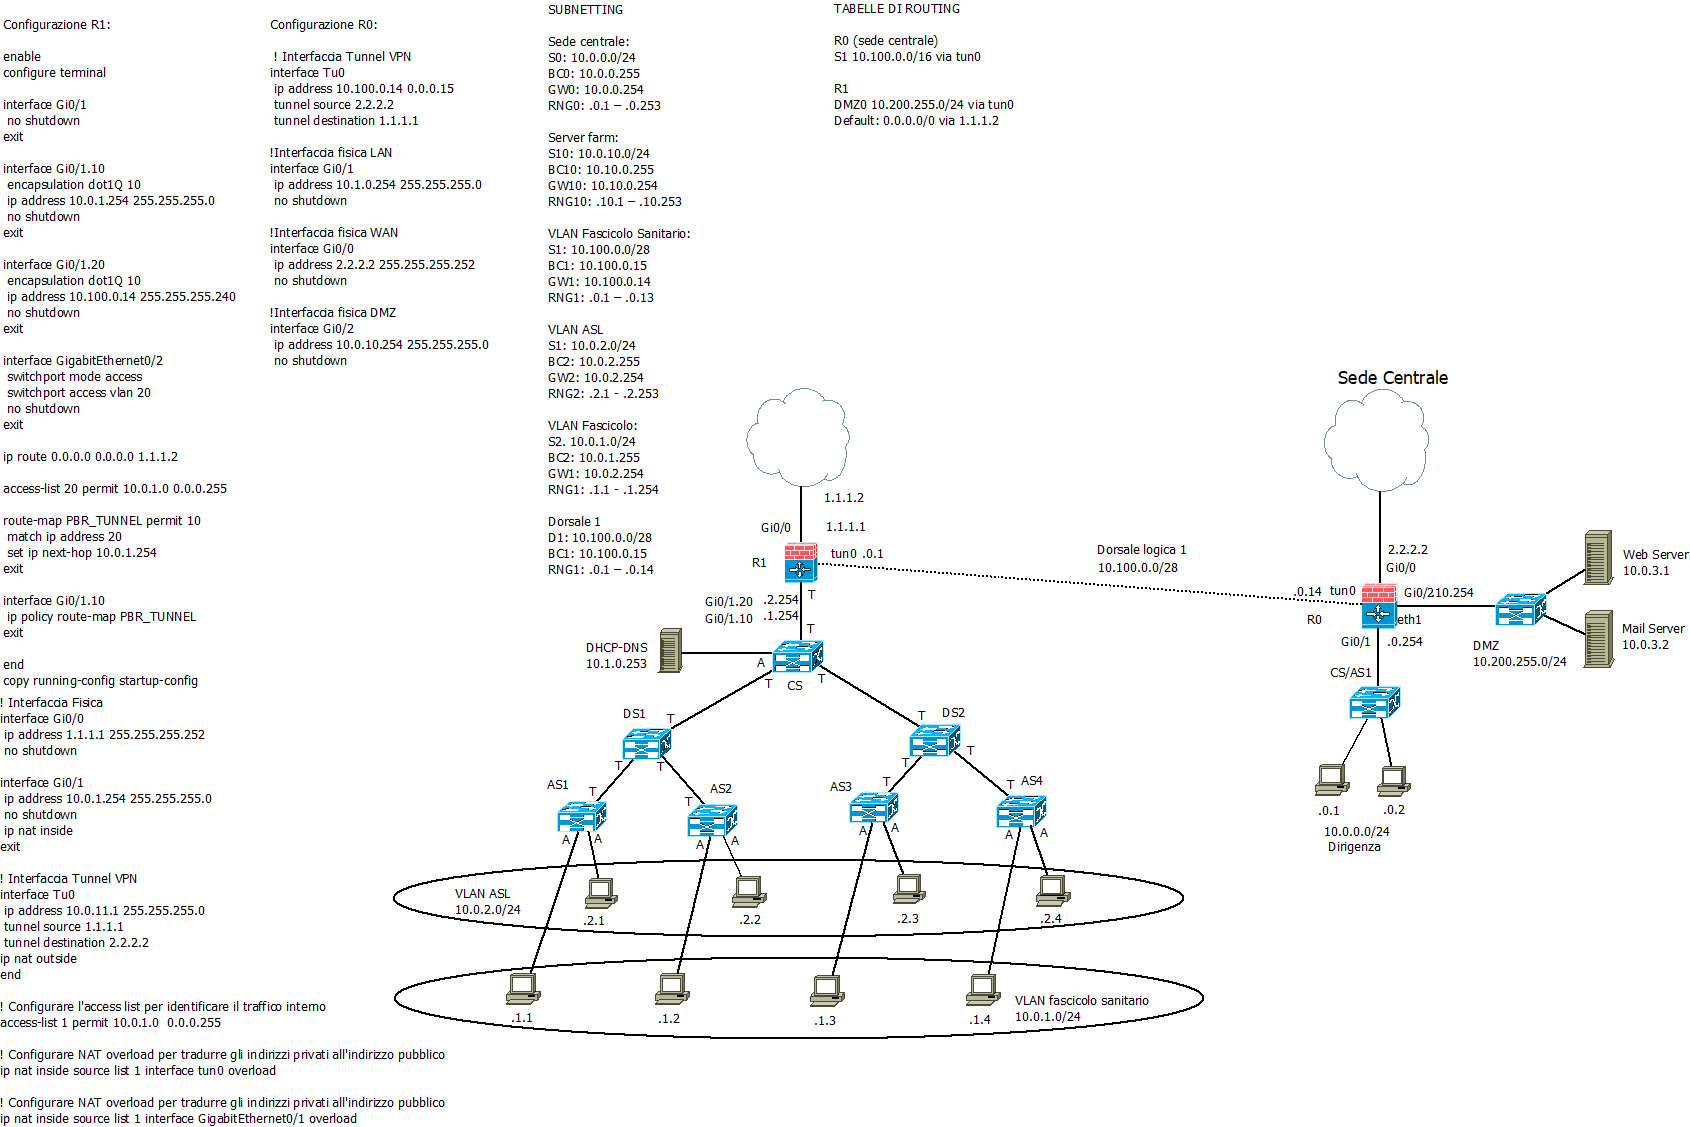 Configurazione R1:
enable
configure terminal
interface Gi0/1
no shutdown
exit
interface Gi0/1.10
encapsulation dot1Q 10
ip address 10.0.1.254 255.255.255.0
no shutdown
exit
interface Gi0/1.20
encapsulation dot1Q 10
ip address 10.100.0.14 255.255.255.240
no shutdown
exit
interface GigabitEthernet0/2
switchport mode access
switchport access vlan 20
no shutdown
exit
ip route 0.0.0.0 0.0.0.0 1.1.1.2
access-list 20 permit 10.0.1.0 0.0.0.255
route-map PBR_TUNNEL permit 10
match ip address 20
set ip next-hop 10.0.1.254
exit
interface Gi0/1.10
ip policy route-map PBR_TUNNEL
exit
end
copy running-config startup-config
! Interfaccia Fisica
interface Gi0/0
ip address 1.1.1.1 255.255.255.252
no shutdown
interface Gi0/1
ip address 10.0.1.254 255.255.255.0
no shutdown
ip nat inside
exit
! Interfaccia Tunnel VPN
interface Tu0
ip address 10.0.11.1 255.255.255.0
tunnel source 1.1.1.1
tunnel destination 2.2.2.2
ip nat outside
end
! Configurare l'access list per identificare il traffico interno
access-list 1 permit 10.0.1.0  0.0.0.255
! Configurare NAT overload per tradurre gli indirizzi privati all'indirizzo pubblico
ip nat inside source list 1 interface tun0 overload
! Configurare NAT overload per tradurre gli indirizzi privati all'indirizzo pubblico
ip nat inside source list 1 interface GigabitEthernet0/1 overload
Configurazione R0:
! Interfaccia Tunnel VPN
interface Tu0
ip address 10.100.0.14 0.0.0.15
tunnel source 2.2.2.2
tunnel destination 1.1.1.1
!Interfaccia fisica LAN
interface Gi0/1
ip address 10.1.0.254 255.255.255.0
no shutdown
!Interfaccia fisica WAN
interface Gi0/0
ip address 2.2.2.2 255.255.255.252
no shutdown
!Interfaccia fisica DMZ
interface Gi0/2
ip address 10.0.10.254 255.255.255.0
no shutdown
SUBNETTING
Sede centrale:
S0: 10.0.0.0/24
BC0: 10.0.0.255
GW0: 10.0.0.254
RNG0: .0.1 – .0.253
Server farm:
S10: 10.0.10.0/24
BC10: 10.10.0.255
GW10: 10.10.0.254
RNG10: .10.1 – .10.253
VLAN Fascicolo Sanitario:
S1: 10.100.0.0/28
BC1: 10.100.0.15
GW1: 10.100.0.14
RNG1: .0.1 – .0.13
VLAN ASL
S1: 10.0.2.0/24
BC2: 10.0.2.255
GW2: 10.0.2.254
RNG2: .2.1 - .2.253
VLAN Fascicolo:
S2. 10.0.1.0/24
BC2: 10.0.1.255
GW1: 10.0.2.254
RNG1: .1.1 - .1.254
Dorsale 1
D1: 10.100.0.0/28
BC1: 10.100.0.15
RNG1: .0.1 – .0.14
TABELLE DI ROUTING
R0 (sede centrale)
S1 10.100.0.0/16 via tun0
R1
DMZ0 10.200.255.0/24 via tun0
Default: 0.0.0.0/0 via 1.1.1.2
Sede Centrale
1.1.1.2
Gi0/0
1.1.1.1
R1
tun0 .0.1
T
Dorsale logica 1
10.100.0.0/28
2.2.2.2
Gi0/0
.0.14 tun0
Gi0/210.254
R0
eth1
Gi0/1
.0.254
Web Server
10.0.3.1
Mail Server
10.0.3.2
DMZ
10.200.255.0/24
CS/AS1
.0.1
.0.2
10.0.0.0/24
Dirigenza
Gi0/1.20 .2.254
Gi0/1.10 .1.254
T
DHCP-DNS
10.1.0.253
A
T
CS
T
DS1
T
T
T
DS2
T
T
T
AS1
T
A
A
AS2
T
A
A
AS3
T
A
A
AS4
T
A
A
VLAN ASL
10.0.2.0/24
.2.1
.2.2
.2.3
.2.4
.1.1
.1.2
.1.3
.1.4
VLAN fascicolo sanitario
10.0.1.0/24